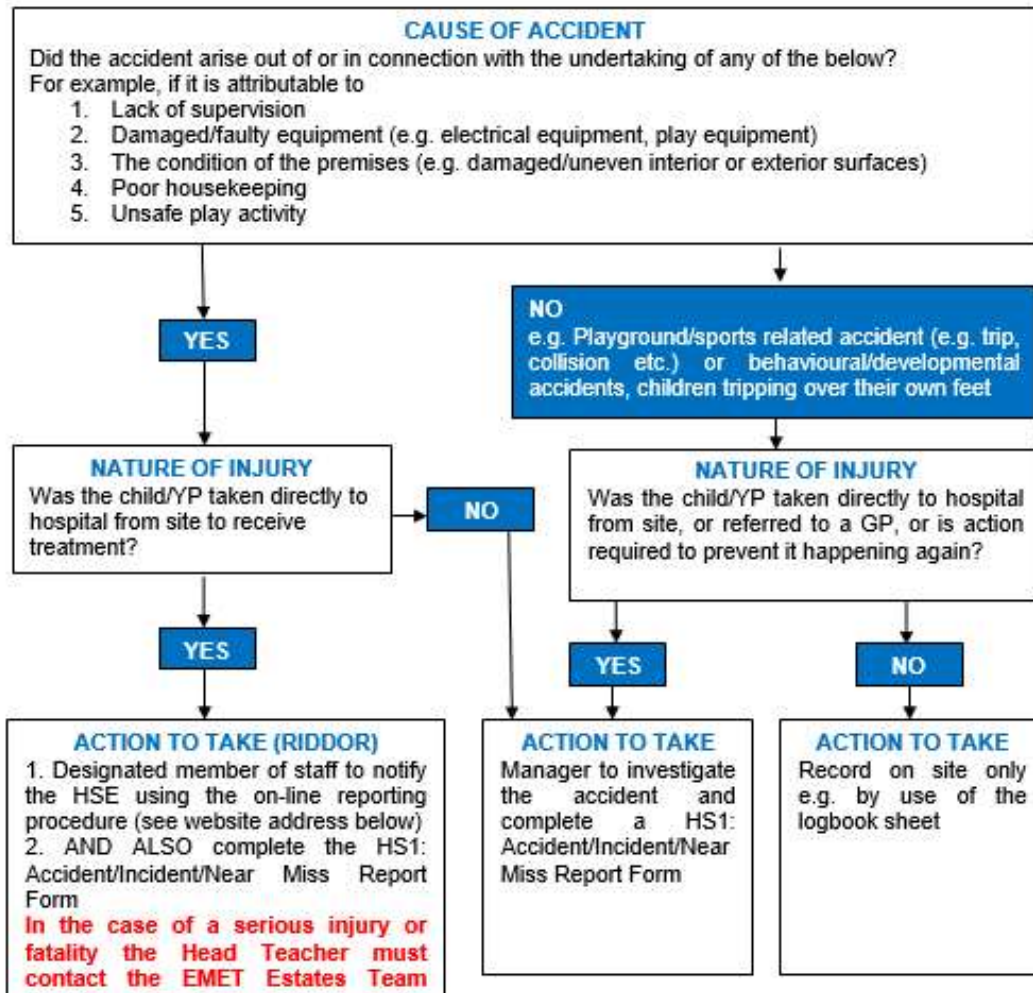 CAUSE OF ACCIDENT
Did the accident arise out of or in connection with the undertaking of any of the below?
For example, if it is attributable to
1. Lack of supervision
2. Damaged/faulty equipment (e.g. electrical equipment, play equipment)
3. The condition of the premises (e.g. damaged/uneven interior or exterior surfaces)
4. Poor housekeeping
5. Unsafe play activity
YES
NO
e.g. Playground/sports related accident (e.g. trip,
collision etc.) or behavioural/developmental
accidents, children tripping over their own feet
NATURE OF INJURY
Was the child/YP taken directly to
hospital from site to receive
treatment?
NO
NATURE OF INJURY
Was the child/YP taken directly to hospital
from site, or referred to a GP, or is action
required to prevent it happening again?
YES
YES
NO
ACTION TO TAKE (RIDDOR)
1. Designated member of staff to notify
the HSE using the on-line reporting
procedure (see website address below)
2. AND ALSO complete the HS1:
Accident/Incident/Near Miss Report
Form
In the case of a serious injury or
fatality the Head Teacher must
contact the EMET Estates Team
ACTION TO TAKE
Manager to investigate
the accident and
complete a HS1:
Accident/Incident/Near
Miss Report Form
ACTION TO TAKE
Record on site only
e.g. by use of the
logbook sheet